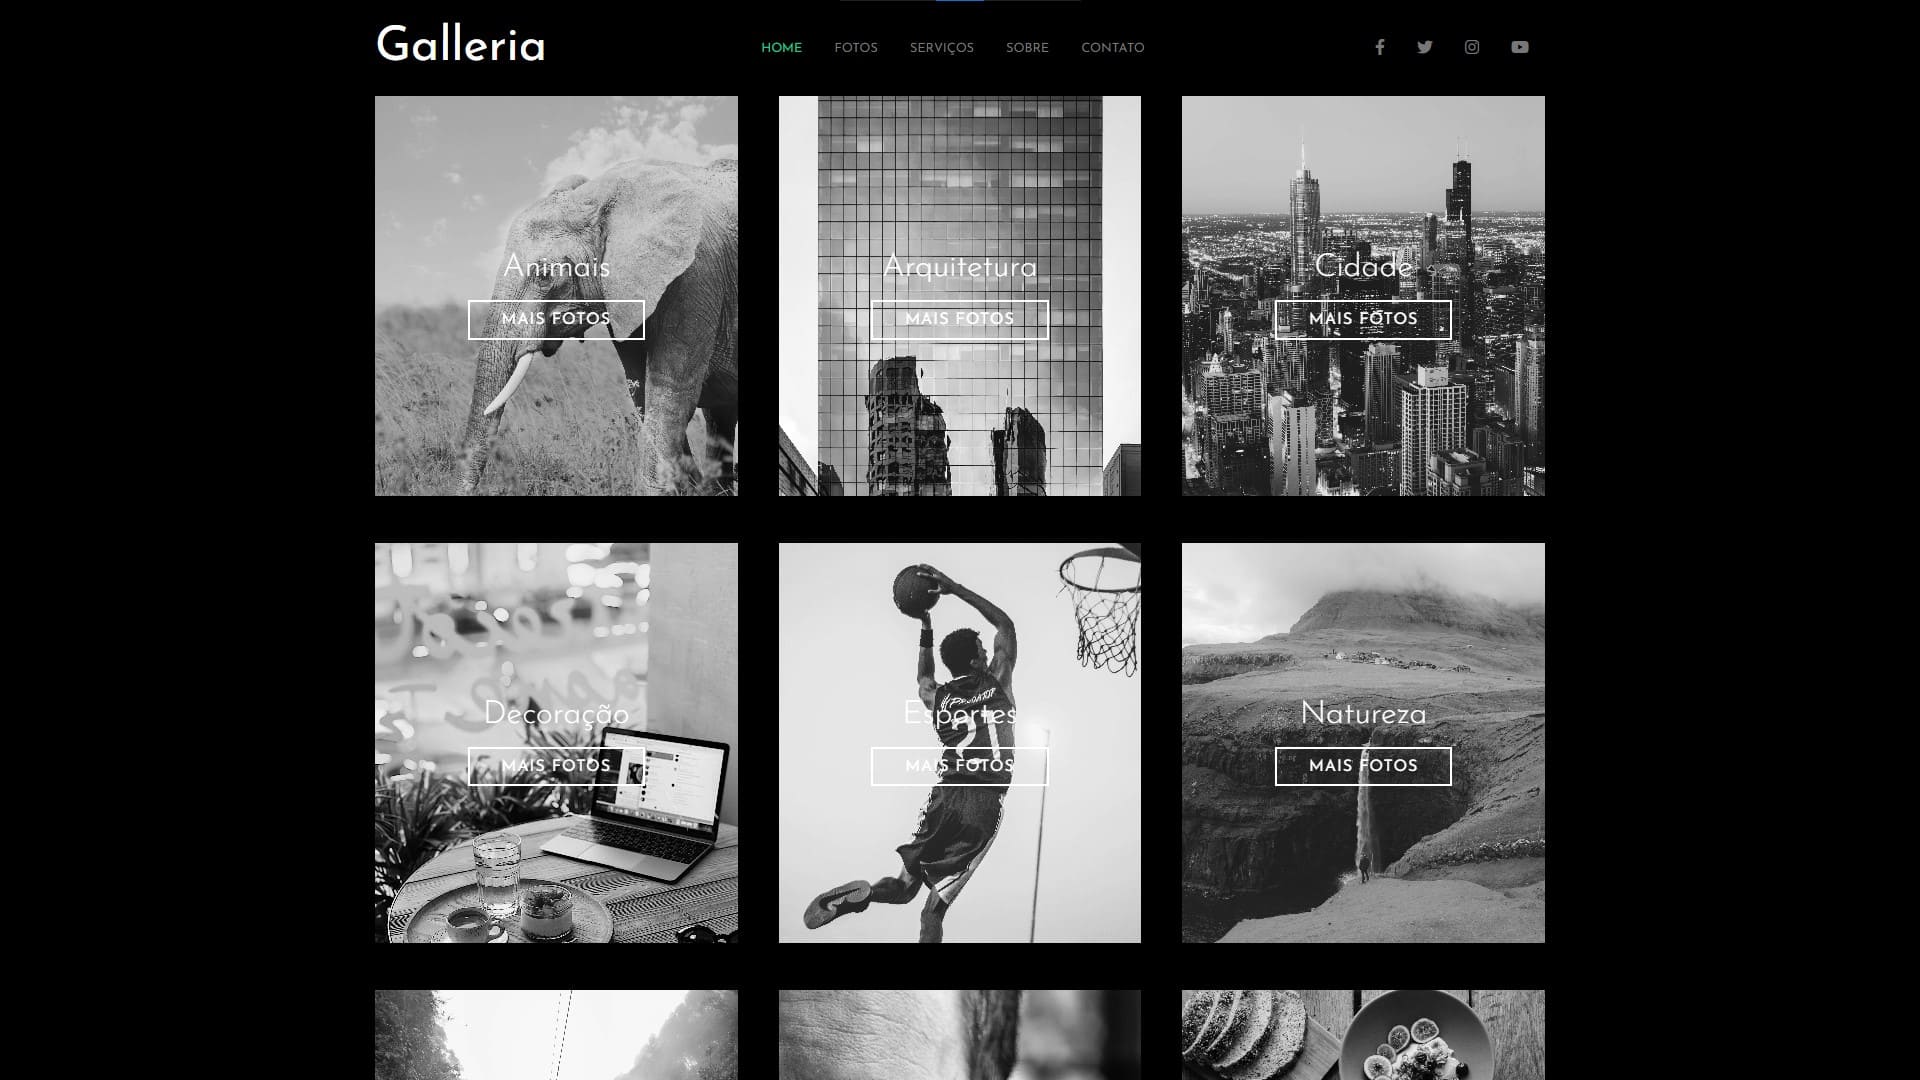 Galleria
HOME FOTOS SERVIÇOS SOBRE CONTATO
Animais
MAIS FOTOS
Arquitetura
MAIS FOTOS
Cidade
MAIS FOTOS
Decoração
MAIS FOTOS
Esportes
MAIS FOTOS
21
Natureza
MAIS FOTOS